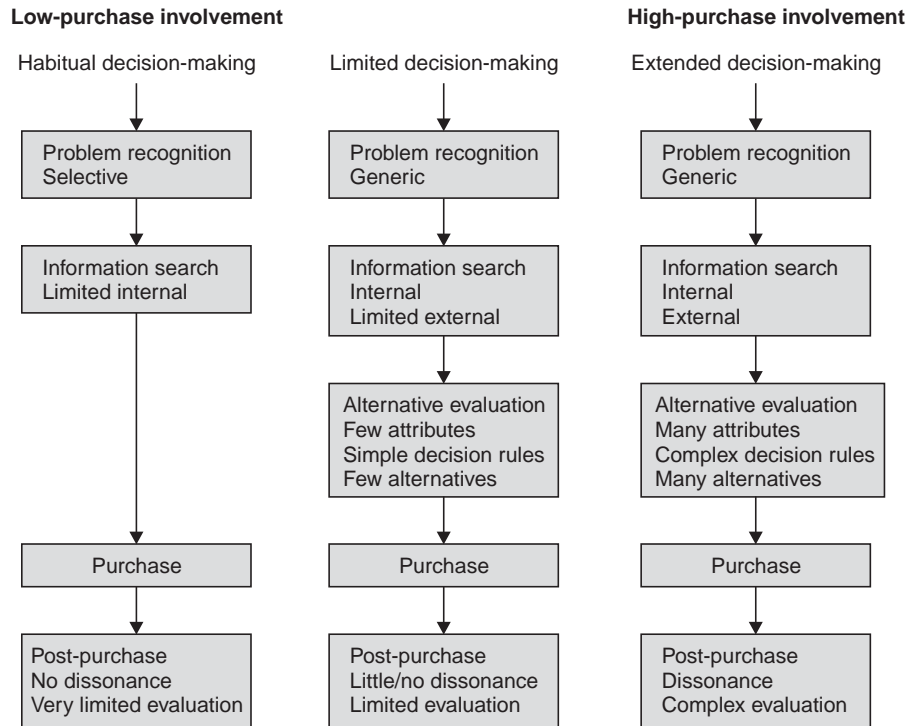 Low-purchase involvement
High-purchase involvement
Habitual decision-making
Limited decision-making
Extended decision-making
Problem recognition
Selective
Problem recognition
Generic
Problem recognition
Generic
Information search
Limited internal
Information search
Internal
Limited external
Information search
Internal
External
Alternative evaluation
Few attributes
Simple decision rules
Few alternatives
Alternative evaluation
Many attributes
Complex decision rules
Many alternatives
Purchase
Purchase
Purchase
Post-purchase
No dissonance
Very limited evaluation
Post-purchase
Little/no dissonance
Limited evaluation
Post-purchase
Dissonance
Complex evaluation